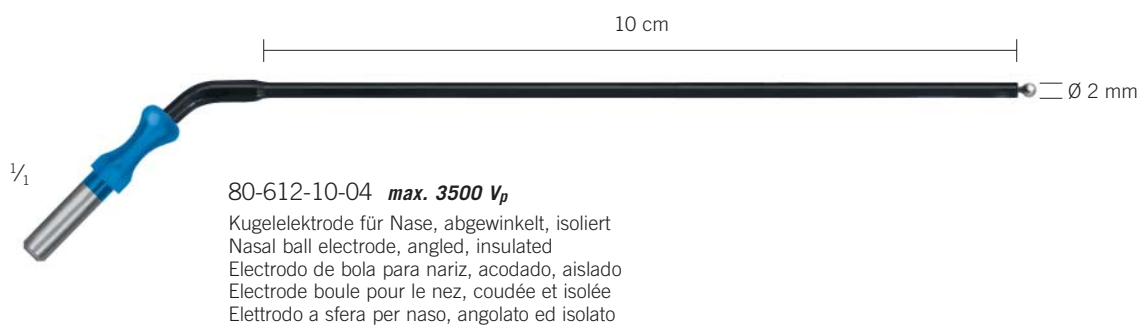 10 cm
Ø 2 mm
1/1
80-612-10-04 max. 3500 Vp
Kugelelektrode für Nase, abgewinkelt, isoliert
Nasal ball electrode, angled, insulated
Electrodo de bola para nariz, acodado, aislado
Electrode boule pour le nez, coudée et isolée
Elettrodo a sfera per naso, angolato ed isolato